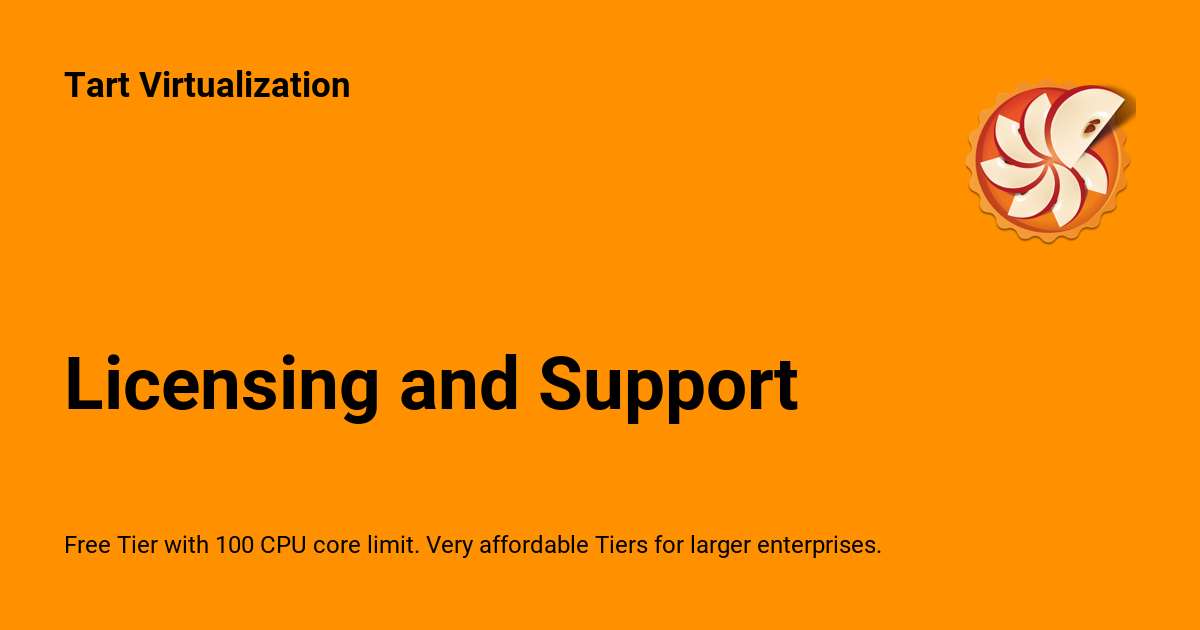 Tart Virtualization
Licensing and Support
Free Tier with 100 CPU core limit. Very affordable Tiers for larger enterprises.